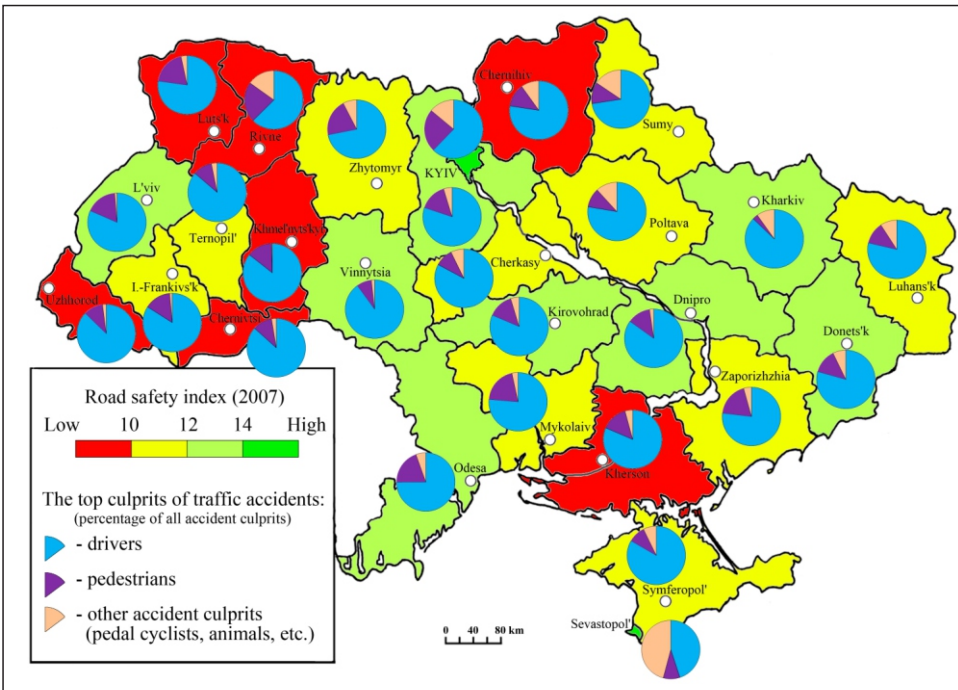 Luts'k
Rivne
Chernihiv
Sumy
Zhytomyr
KYIV
L'viv
Ternopil'
Khmel'nyts'kyi
Poltava
Kharkiv
Vinnytsia
Cherkasy
Luhans'k
Uzhhorod
I.-Frankivs'k
Chernivtsi
Kirovohrad
Dnipro
Donets'k
Zaporizhzhia
Mykolaiv
Kherson
Odesa
Symferopol'
Sevastopol'
Road safety index (2007)
Low 10 12 14 High
The top culprits of traffic accidents:
(percentage of all accident culprits)
- drivers
- pedestrians
- other accident culprits
(pedal cyclists, animals, etc.)
0 40 80 km